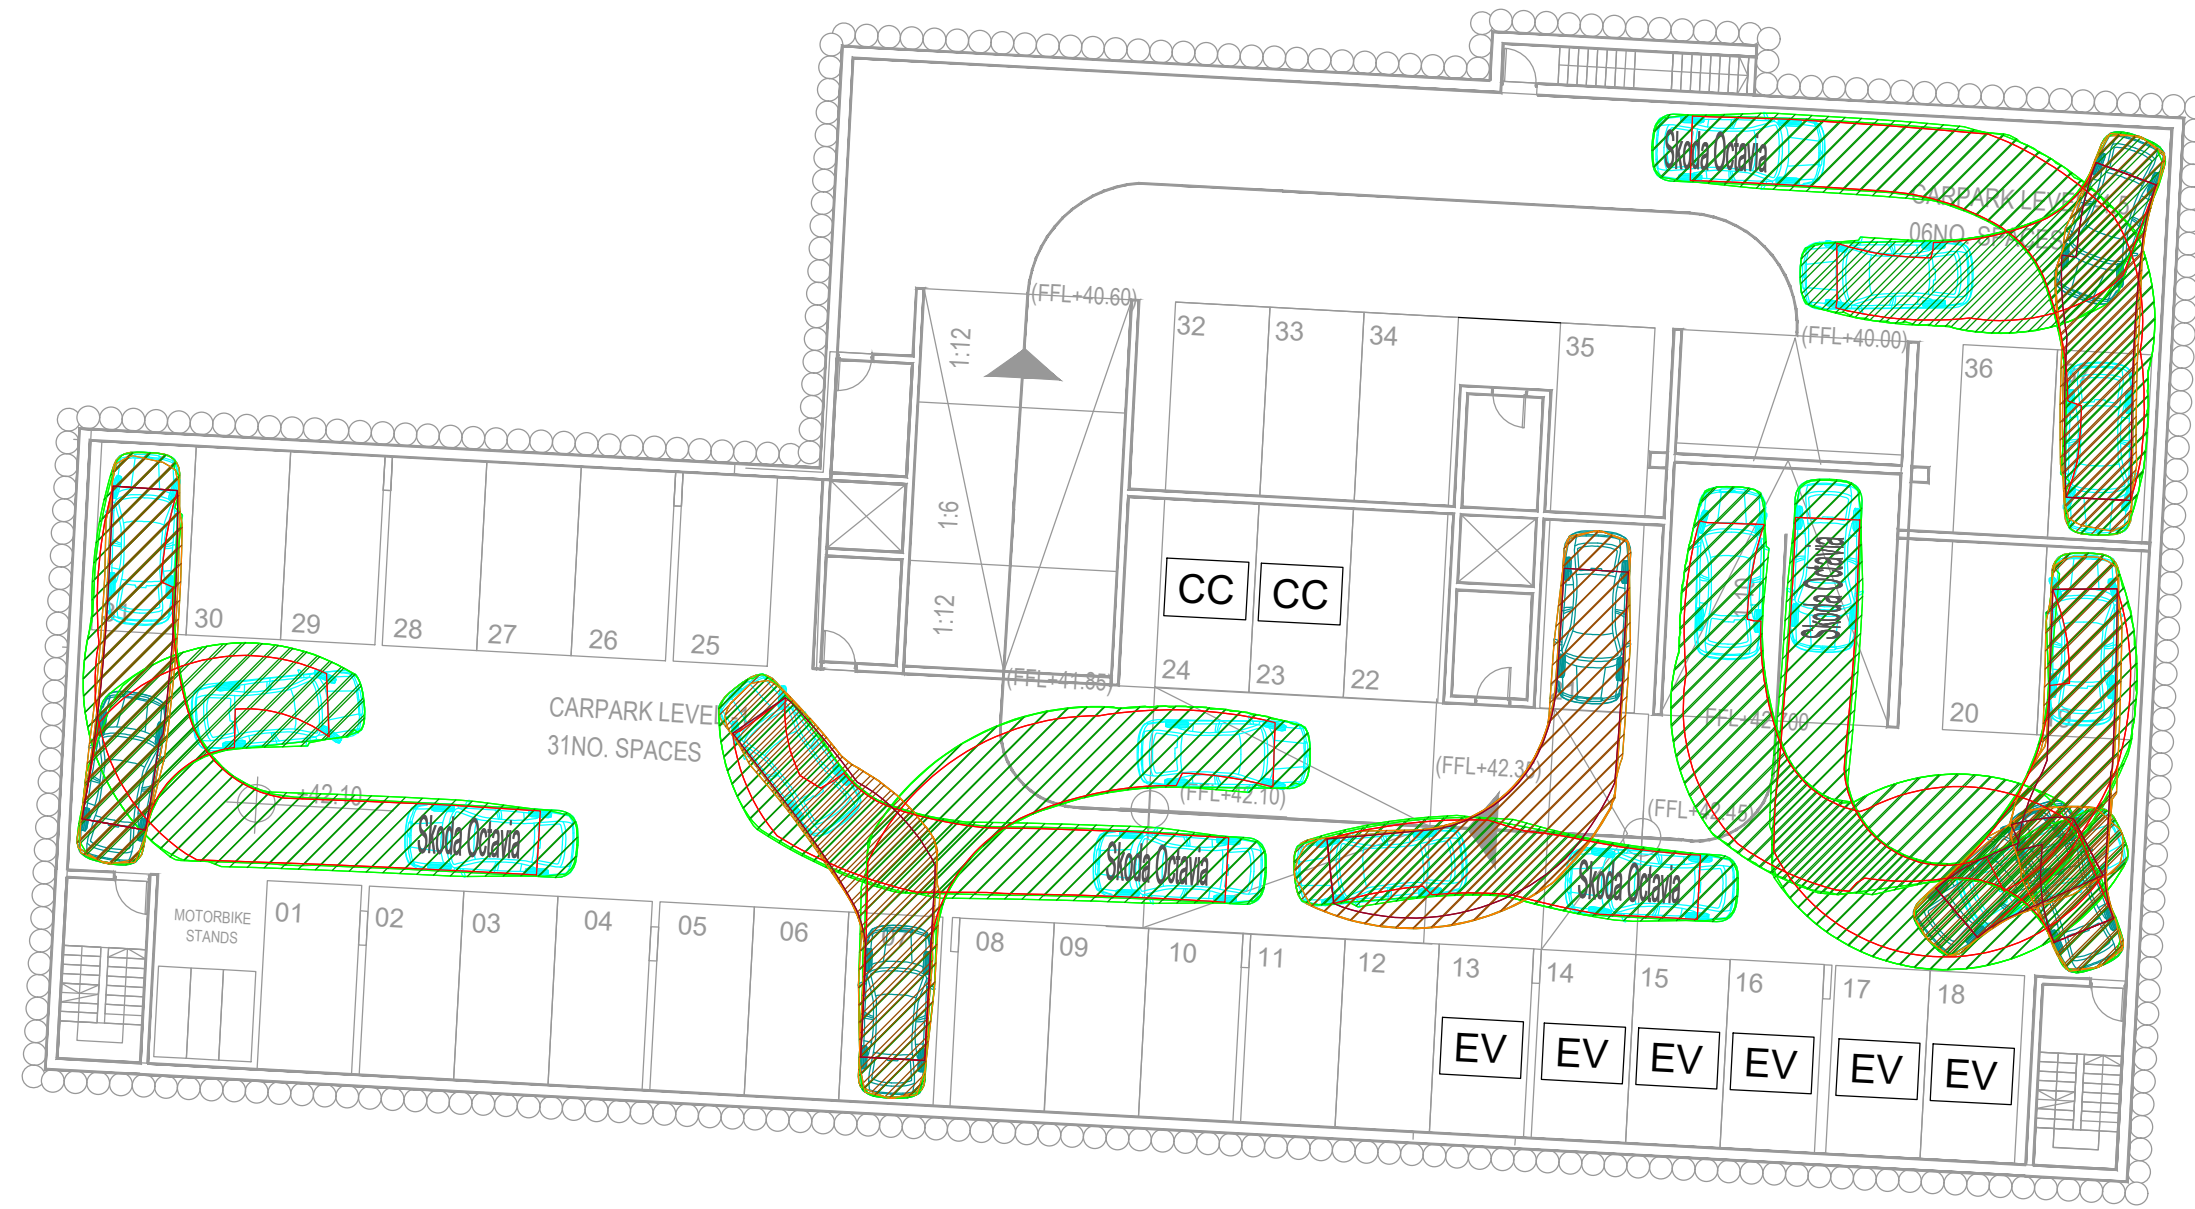 Skoda Octavia
06NO. SPACES
(FFL+40.60)
32
33
34
35
(FFL+40.00)
36
1:12
1:6
1:12
30
29
28
27
26
25
CC
CC
24
23
22
(FFL+41.85)
Skoda Octavia
20
CARPARK LEVEL
31NO. SPACES
+42.10
(FFL+42.10)
(FFL+42.35)
(FFL+42.45)
Skoda Octavia
Skoda Octavia
Skoda Octavia
MOTORBIKE
STANDS
01
02
03
04
05
06
08
09
10
11
12
13
14
15
16
17
18
EV
EV
EV
EV
EV
EV